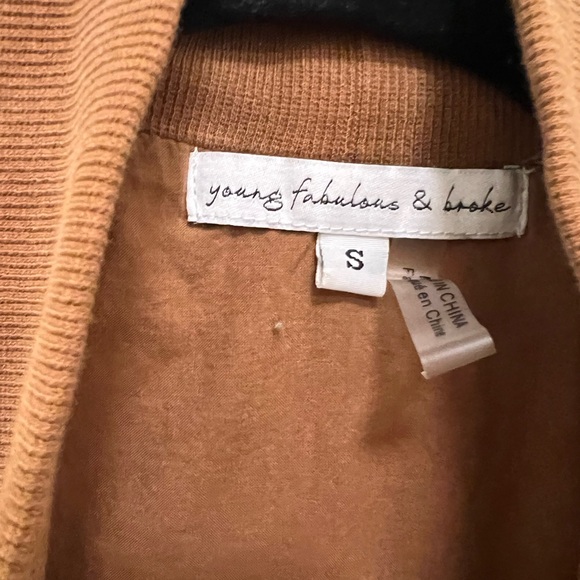 young fabulous & broke
S
IN CHINA
en Chine